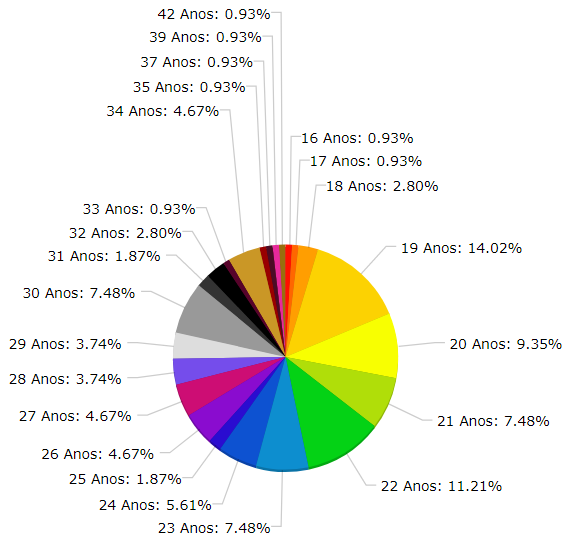 42 Anos: 0.93%
39 Anos: 0.93%
37 Anos: 0.93%
35 Anos: 0.93%
34 Anos: 4.67%
16 Anos: 0.93%
17 Anos: 0.93%
18 Anos: 2.80%
33 Anos: 0.93%
32 Anos: 2.80%
19 Anos: 14.02%
31 Anos: 1.87%
30 Anos: 7.48%
29 Anos: 3.74%
20 Anos: 9.35%
28 Anos: 3.74%
27 Anos: 4.67%
21 Anos: 7.48%
26 Anos: 4.67%
25 Anos: 1.87%
22 Anos: 11.21%
24 Anos: 5.61%
23 Anos: 7.48%